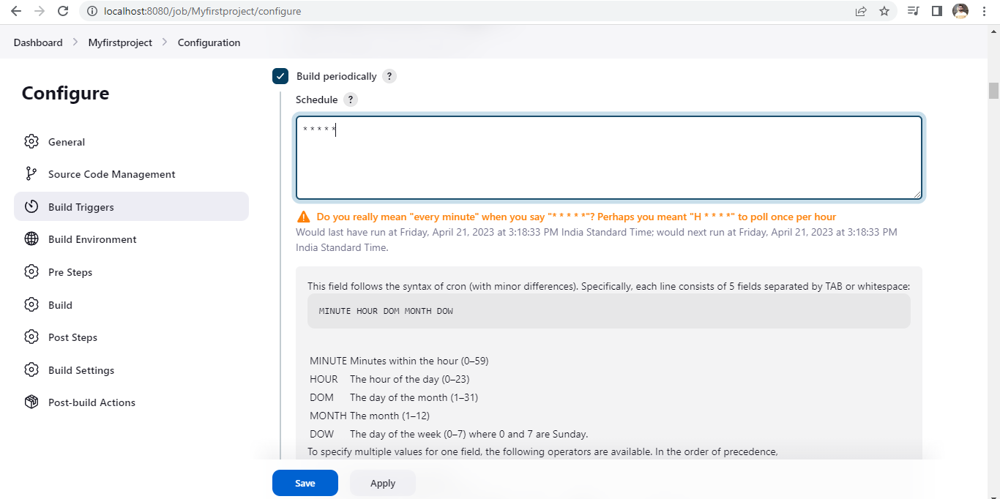 localhost:8080/job/Myfirstproject/configure
Dashboard > Myfirstproject > Configuration
Configure
General
Source Code Management
Build Triggers
Build Environment
Pre Steps
Build
Post Steps
Build Settings
Post-build Actions
Build periodically ?
Schedule ?
* * * * *
Do you really mean "every minute" when you say "* * * * *"? Perhaps you meant "H * * * *" to poll once per hour
Would last have run at Friday, April 21, 2023 at 3:18:33 PM India Standard Time; would next run at Friday, April 21, 2023 at 3:18:33 PM
India Standard Time.
This field follows the syntax of cron (with minor differences). Specifically, each line consists of 5 fields separated by TAB or whitespace:
MINUTE HOUR DOM MONTH DOW
MINUTE Minutes within the hour (0–59)
HOUR The hour of the day (0–23)
DOM The day of the month (1–31)
MONTH The month (1–12)
DOW The day of the week (0–7) where 0 and 7 are Sunday.
To specify multiple values for one field, the following operators are available. In the order of precedence,
Save Apply